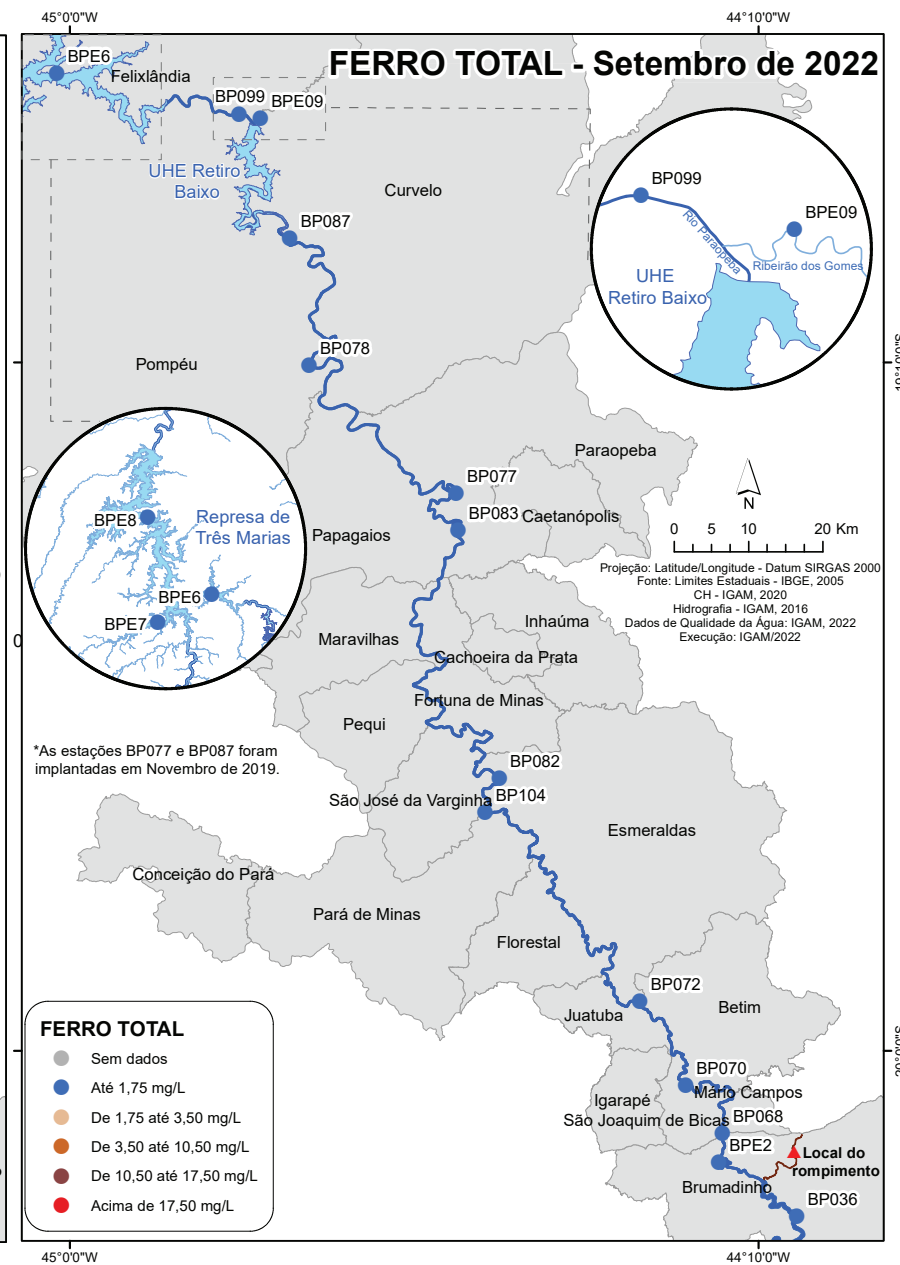 45°0'0"W
44°10'0"W
FERRO TOTAL - Setembro de 2022
BPE6
Felixlândia
BP099
BPE09
UHE Retiro
Baixo
Curvelo
BP087
BP099
BPE09
Rio Paraopeba
Ribeirão dos Gomes
UHE
Retiro Baixo
BP078
Pompéu
Paraopeba
BP077
BP083
Caetanópolis
Papagaios
BPE8
Represa de
Três Marias
BPE6
BPE7
N
0 5 10 20 Km
Projeção: Latitude/Longitude - Datum SIRGAS 2000
Fonte: Limites Estaduais - IBGE, 2005
CH - IGAM, 2020
Hidrografia - IGAM, 2016
Dados de Qualidade da Água: IGAM, 2022
Execução: IGAM/2022
Inhaúma
Maravilhas
Cachoeira da Prata
Fortuna de Minas
Pequi
*As estações BP077 e BP087 foram
implantadas em Novembro de 2019.
BP082
BP104
São José da Varginha
Esmeraldas
Conceição do Pará
Pará de Minas
Florestal
BP072
Juatuba
Betim
BP070
Mário Campos
Igarapé
São Joaquim de Bicas
BP068
BPE2
Local do
rompimento
Brumadinho
BP036
FERRO TOTAL
Sem dados
Até 1,75 mg/L
De 1,75 até 3,50 mg/L
De 3,50 até 10,50 mg/L
De 10,50 até 17,50 mg/L
Acima de 17,50 mg/L
45°0'0"W
44°10'0"W